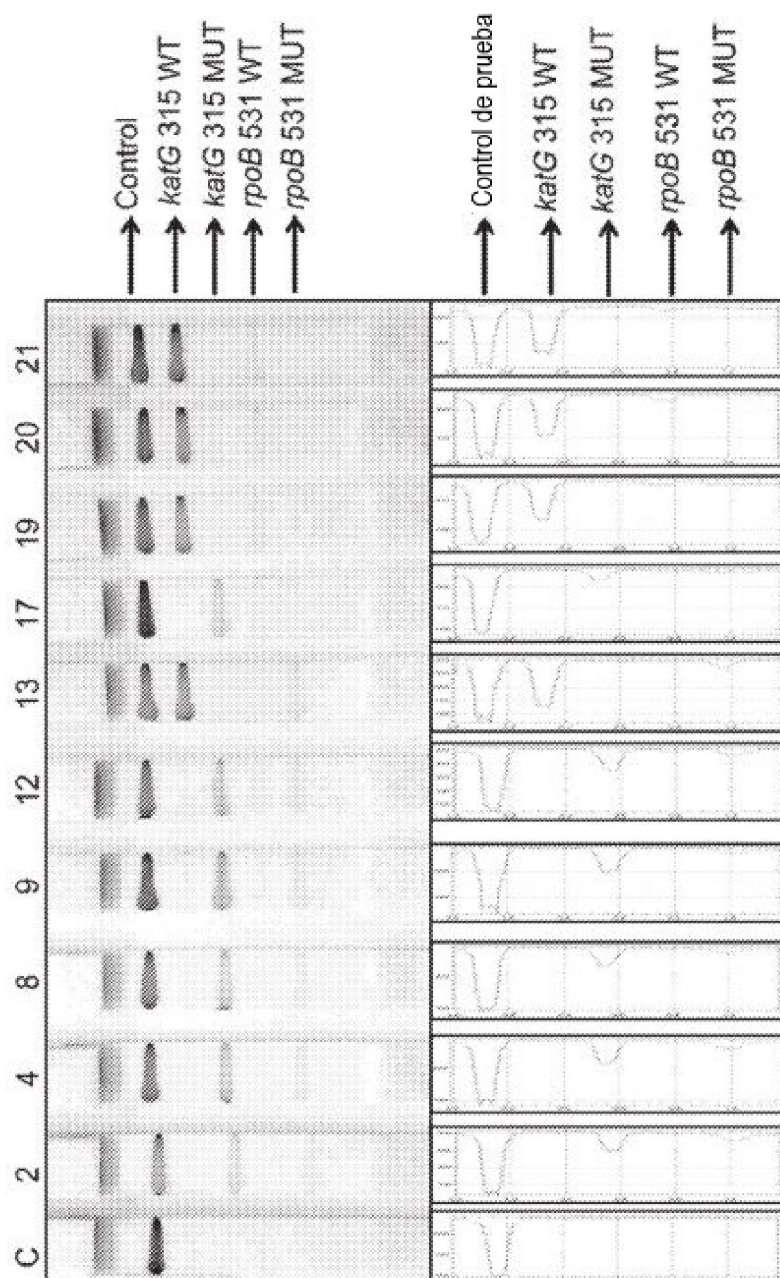 Control
katG 315 WT
katG 315 MUT
rpoB 531 WT
rpoB 531 MUT
Control de prueba
katG 315 WT
katG 315 MUT
rpoB 531 WT
rpoB 531 MUT
C
2
4
8
9
12
13
17
19
20
21